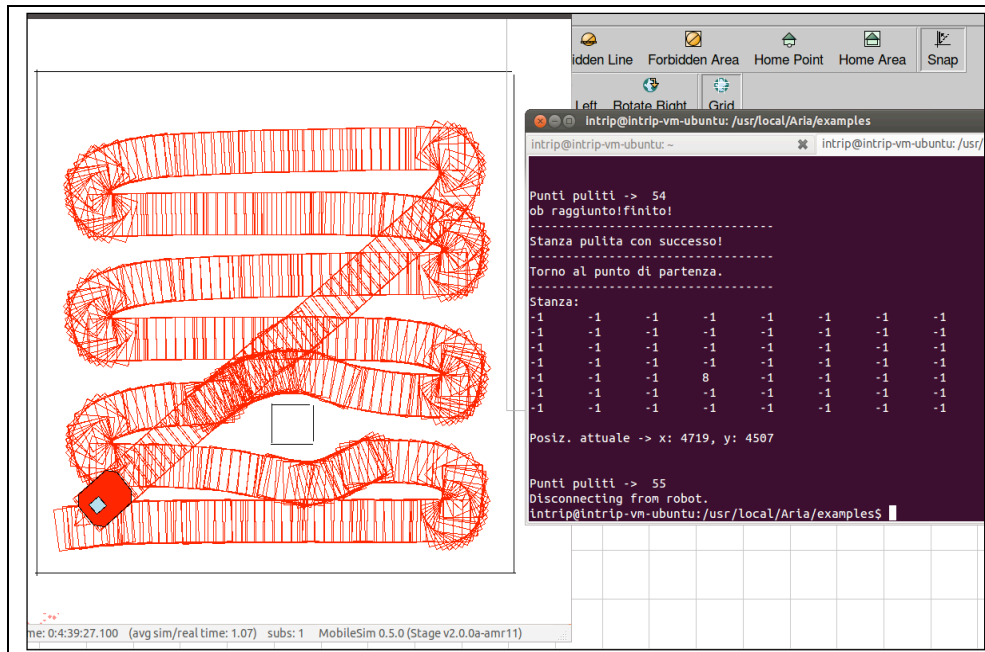 idden Line Forbidden Area Home Point Home Area Snap
Left Rotate Right Grid
intrip@intrip-vm-ubuntu: /usr/local/Aria/examples
intrip@intrip-vm-ubuntu: ~ intrip@intrip-vm-ubuntu: /usr/
Punti puliti -> 54
ob raggiunto!finito!
----------------------------------
Stanza pulita con successo!
----------------------------------
Torno al punto di partenza.
----------------------------------
Stanza:
-1 -1 -1 -1 -1 -1 -1 -1
-1 -1 -1 -1 -1 -1 -1 -1
-1 -1 -1 -1 -1 -1 -1 -1
-1 -1 -1 -1 -1 -1 -1 -1
-1 -1 -1 8 -1 -1 -1 -1
-1 -1 -1 -1 -1 -1 -1 -1
-1 -1 -1 -1 -1 -1 -1 -1
Posiz. attuale -> x: 4719, y: 4507
Punti puliti -> 55
Disconnecting from robot.
intrip@intrip-vm-ubuntu:/usr/local/Aria/examples$
me: 0:4:39:27.100 (avg sim/real time: 1.07) subs: 1 MobileSim 0.5.0 (Stage v2.0.0a-amr11)